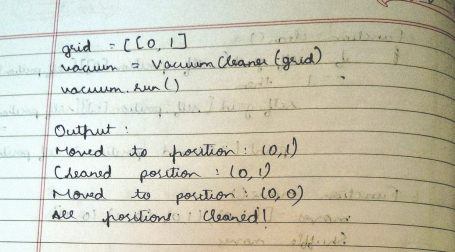 grid = [[0, 1]
vacuum = VacuumCleaner(grid)
vacuum.run()
Output:
Moved to position: (0,1)
Cleaned position: (0,1)
Moved to position: (0,0)
All positions cleaned!